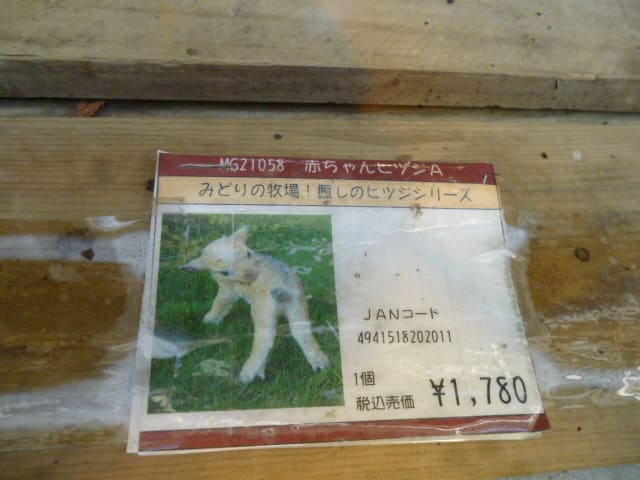 MGZ1058 赤ちゃんヒツジA
みどりの牧場！癒しのヒツジシリーズ
JANコード
4941518202011
1個
税込売価 ¥1,780